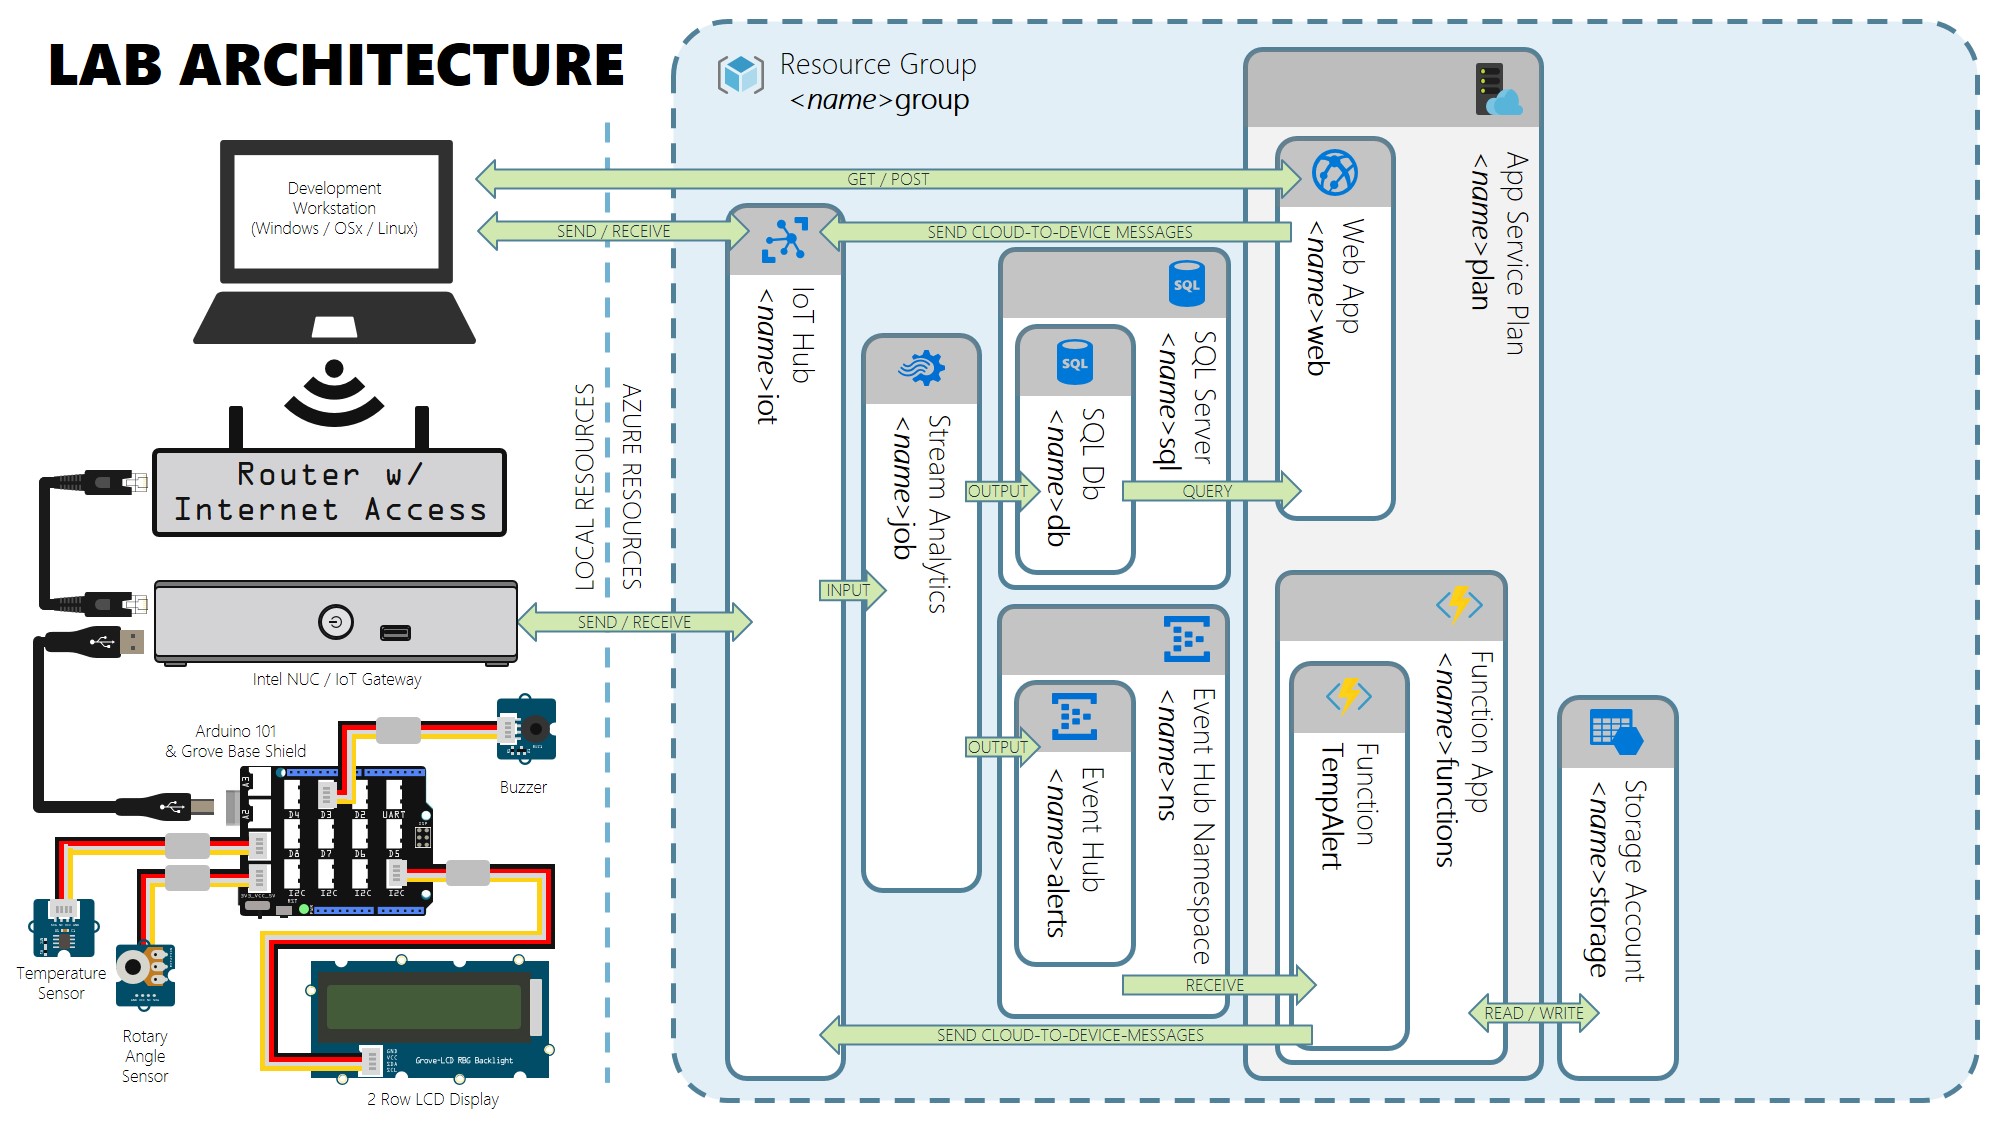 LAB ARCHITECTURE
Development
Workstation
(Windows / OSx / Linux)
Router w/
Internet Access
Intel NUC / IoT Gateway
Arduino 101
& Grove Base Shield
Buzzer
D4 D3 D2 UART
D8 D7 D6 D5
I2C I2C I2C I2C
Temperature
Sensor
Rotary
Angle
Sensor
GND
VCC
SDA
SCL
Grove-LCD RBG Backlight
2 Row LCD Display
LOCAL RESOURCES
AZURE RESOURCES
Resource Group
<name>group
GET / POST
SEND / RECEIVE
SEND CLOUD-TO-DEVICE MESSAGES
SEND / RECEIVE
IoT Hub
<name>iot
INPUT
Stream Analytics
<name>job
OUTPUT
OUTPUT
SQL
SQL Server
<name>sql
SQL
SQL Db
<name>db
QUERY
Event Hub Namespace
<name>ns
Event Hub
<name>alerts
RECEIVE
SEND CLOUD-TO-DEVICE-MESSAGES
App Service Plan
<name>plan
Web App
<name>web
Function App
<name>functions
Function
TempAlert
READ / WRITE
Storage Account
<name>storage